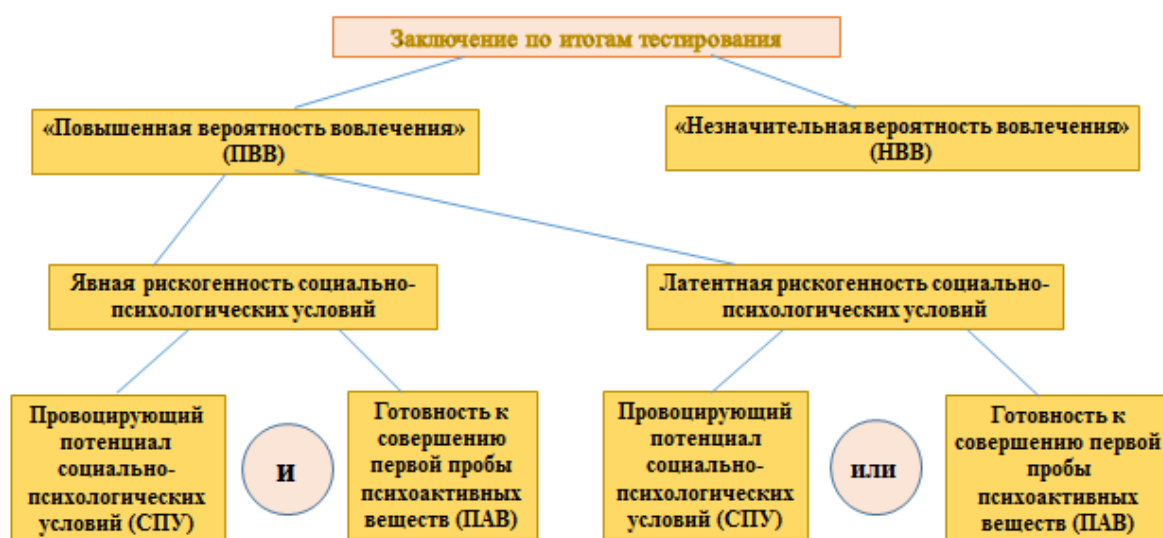 Заключение по итогам тестирования
«Повышенная вероятность вовлечения»
(ПВВ)
«Незначительная вероятность вовлечения»
(НВВ)
Явная рискогенность социально-
психологических условий
Латентная рискогенность социально-
психологических условий
Провоцирующий
потенциал
социально-
психологических
условий (СПУ)
и
Готовность к
совершению
первой пробы
психоактивных
веществ (ПАВ)
Провоцирующий
потенциал
социально-
психологических
условий (СПУ)
или
Готовность к
совершению первой
пробы
психоактивных
веществ (ПАВ)